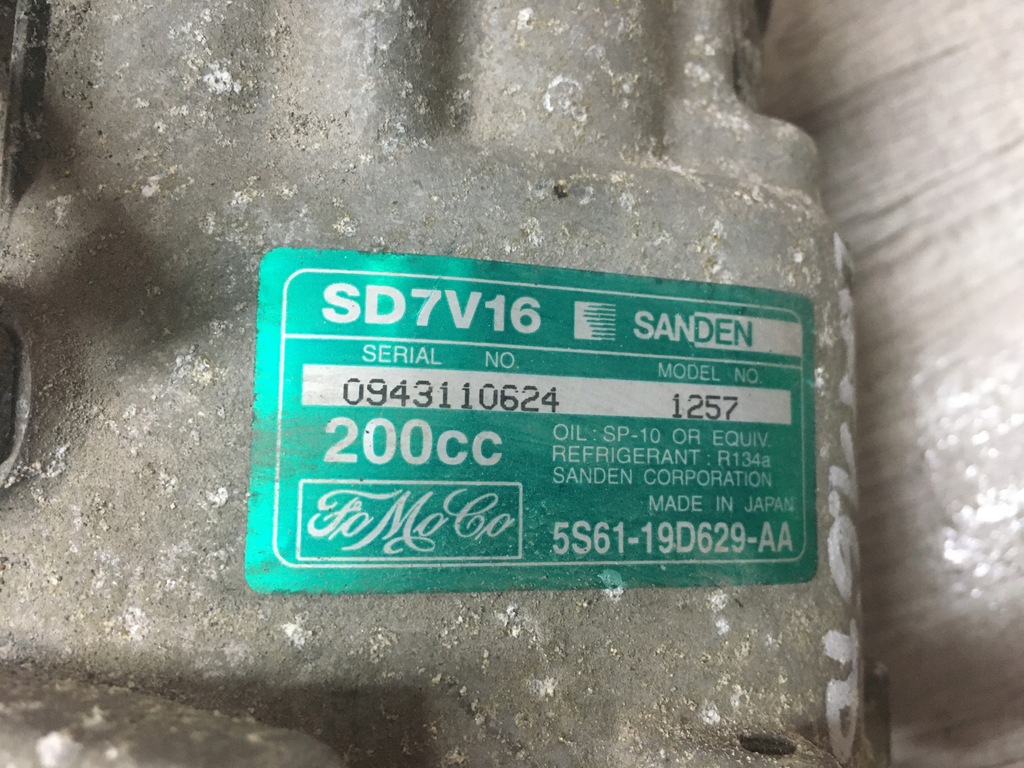 SD7V16 SANDEN
SERIAL NO. MODEL NO.
0943110624 1257
200cc
OIL : SP-10 OR EQUIV.
REFRIGERANT : R134a
SANDEN CORPORATION
MADE IN JAPAN
FoMoCo
5S61-19D629-AA